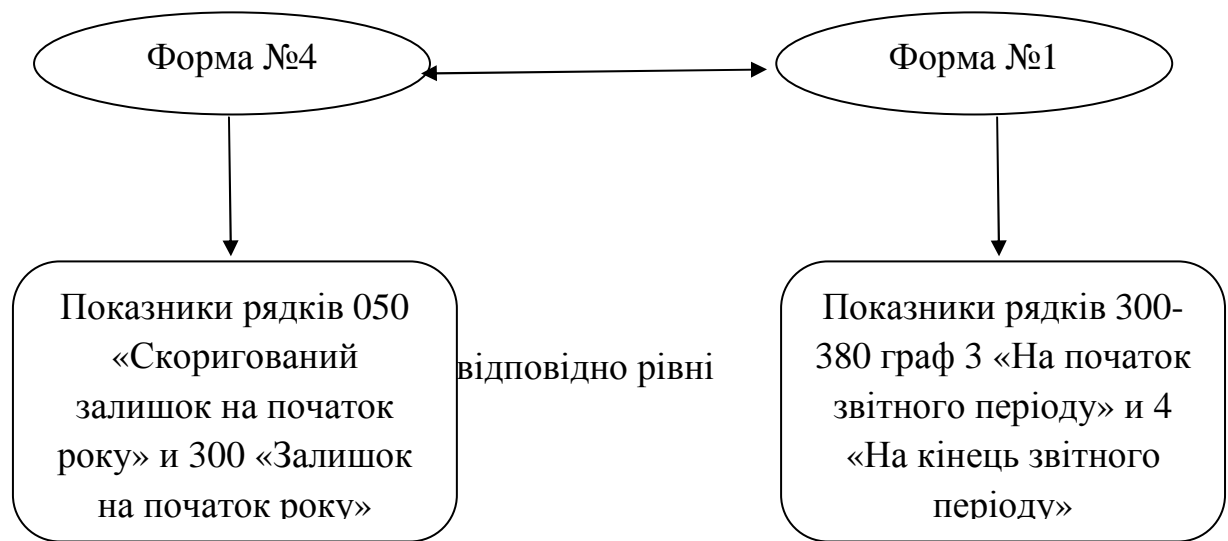 Форма №4
Форма №1
Показники рядків 050
«Скоригований
залишок на початок
року» и 300 «Залишок
на початок року»
відповідно рівні
Показники рядків 300-
380 граф 3 «На початок
звітного періоду» и 4
«На кінець звітного
періоду»